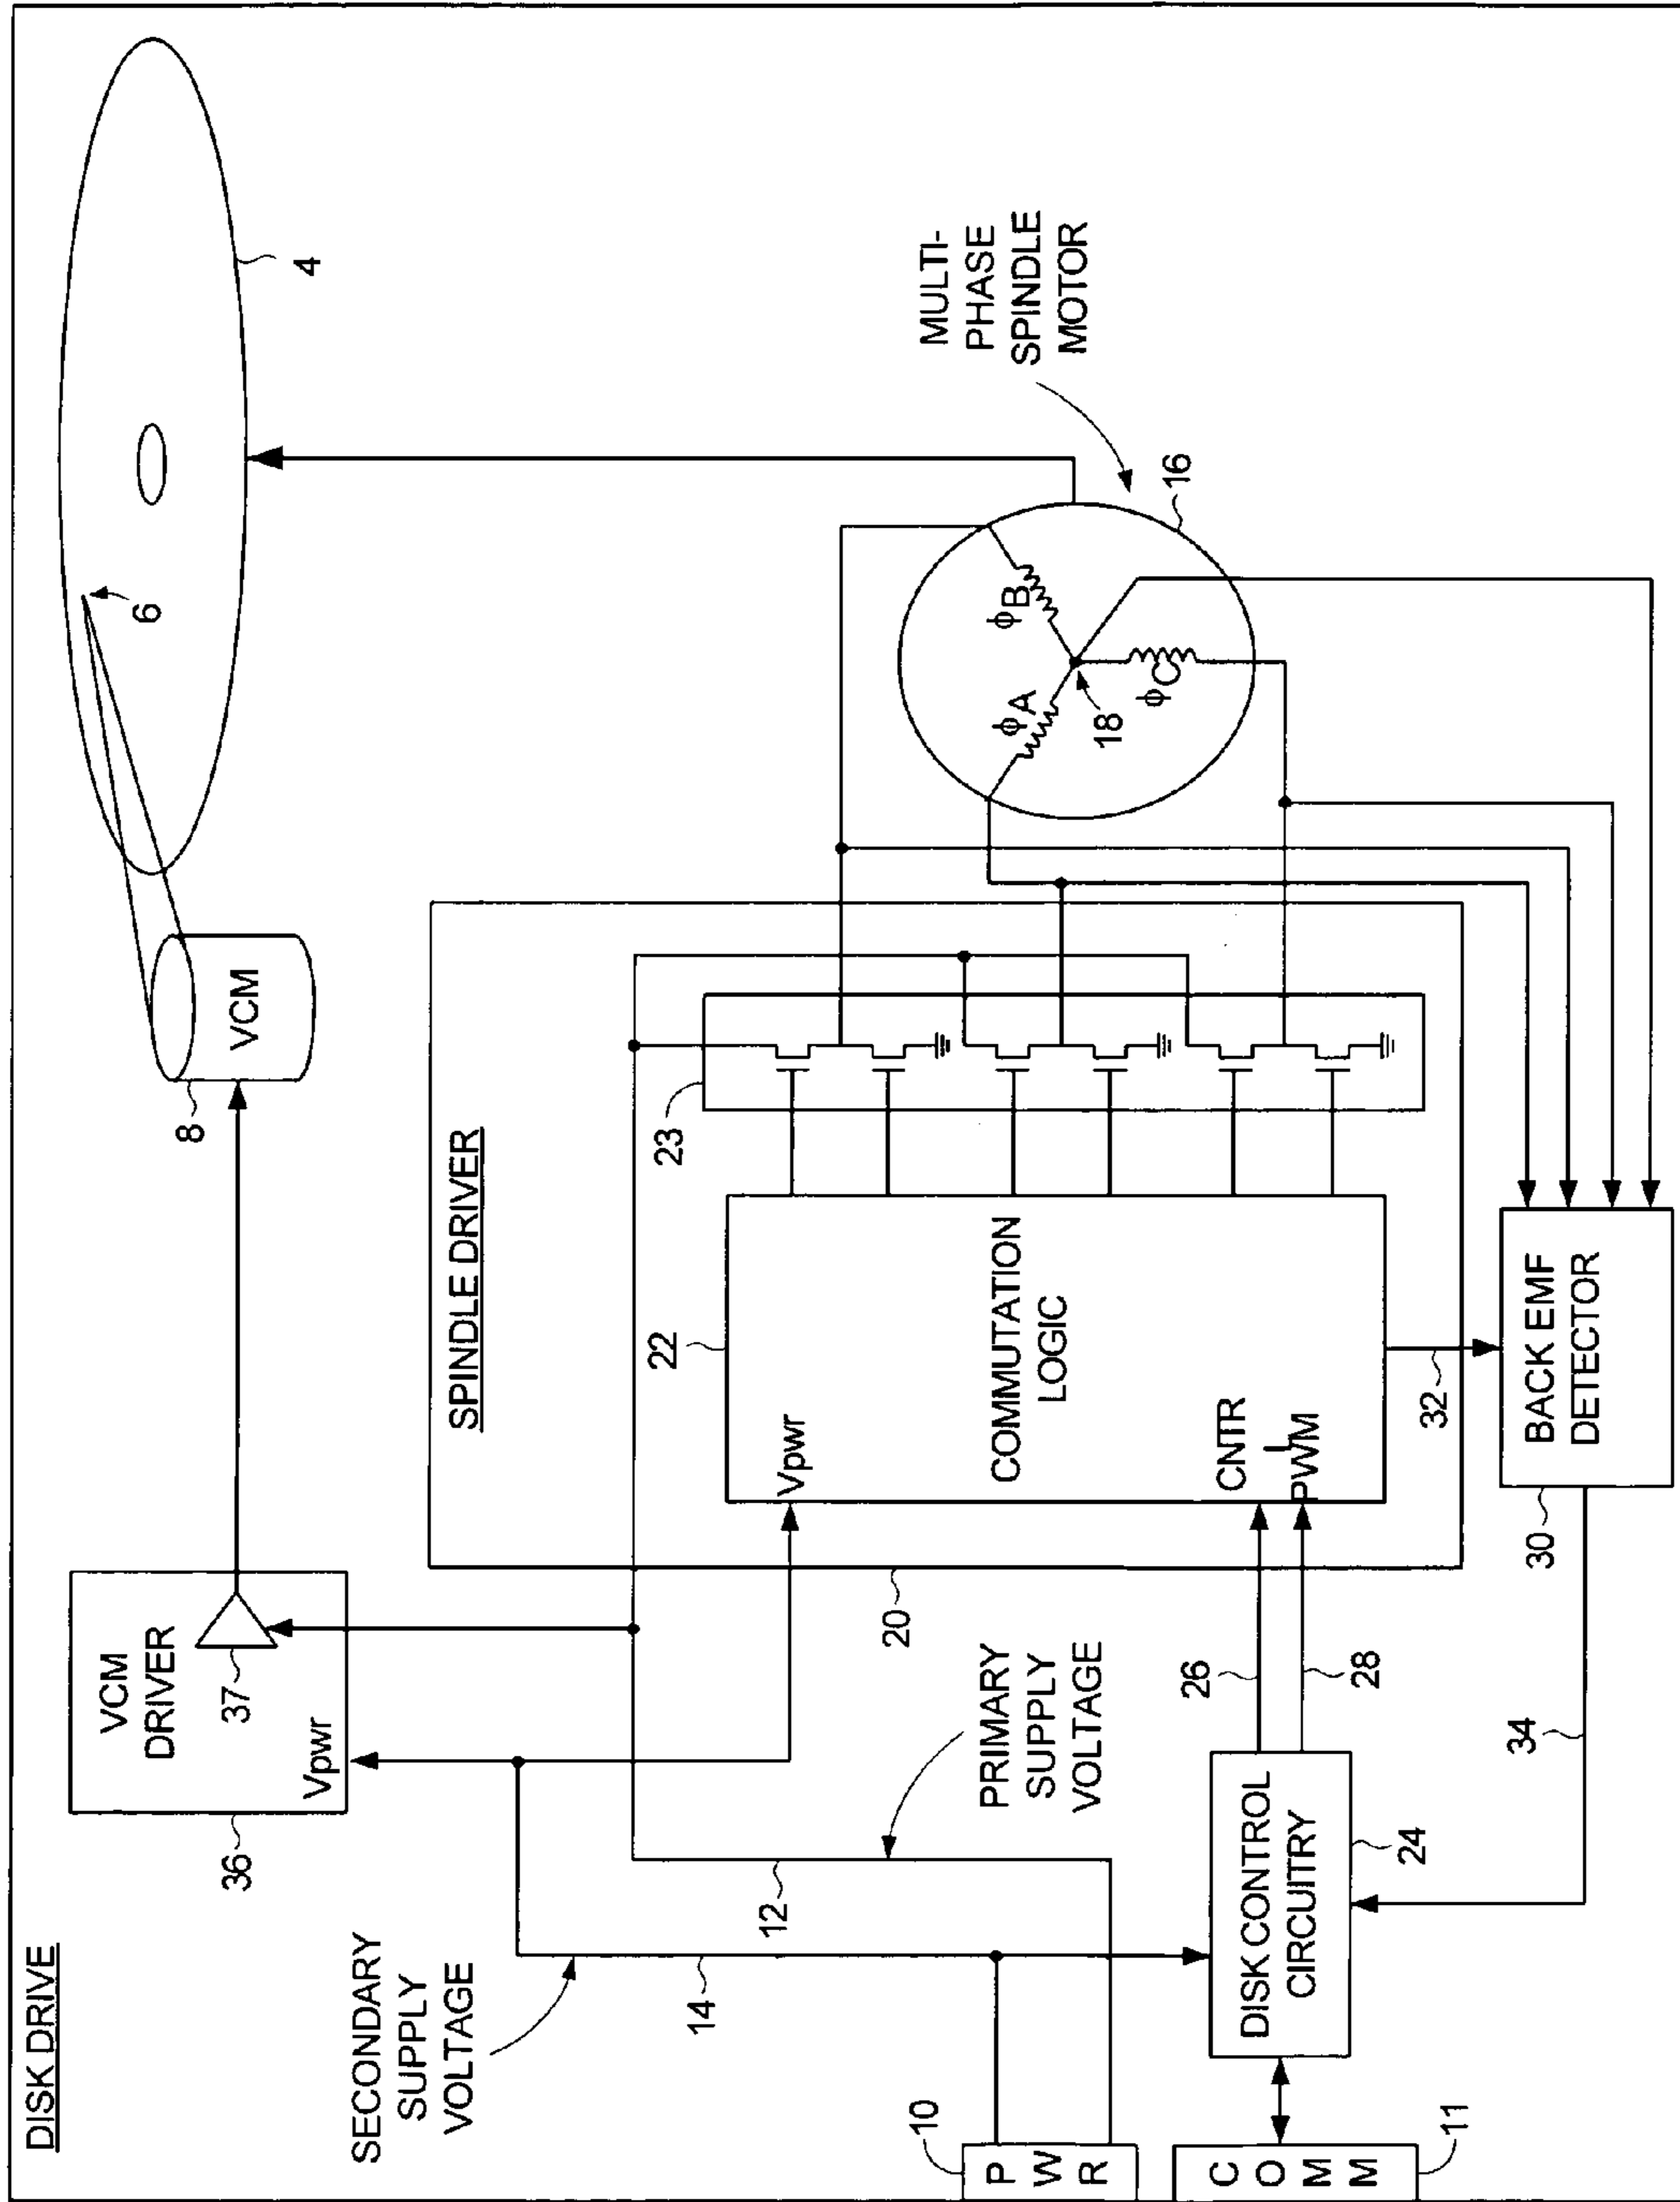 DISK DRIVE
SECONDARY
SUPPLY
VOLTAGE
36
VCM
DRIVER
37
Vpwr
8
VCM
6
4
14
12
PRIMARY
SUPPLY
VOLTAGE
20
SPINDLE DRIVER
22
Vpwr
COMMUTATION
LOGIC
CNTR
L
PWM
23
ϕA
ϕB
ϕC
18
16
MULTI-
PHASE
SPINDLE
MOTOR
10
P
W
R
C
O
M
M
11
DISK CONTROL
CIRCUITRY
24
26
28
32
34
30
BACK EMF
DETECTOR